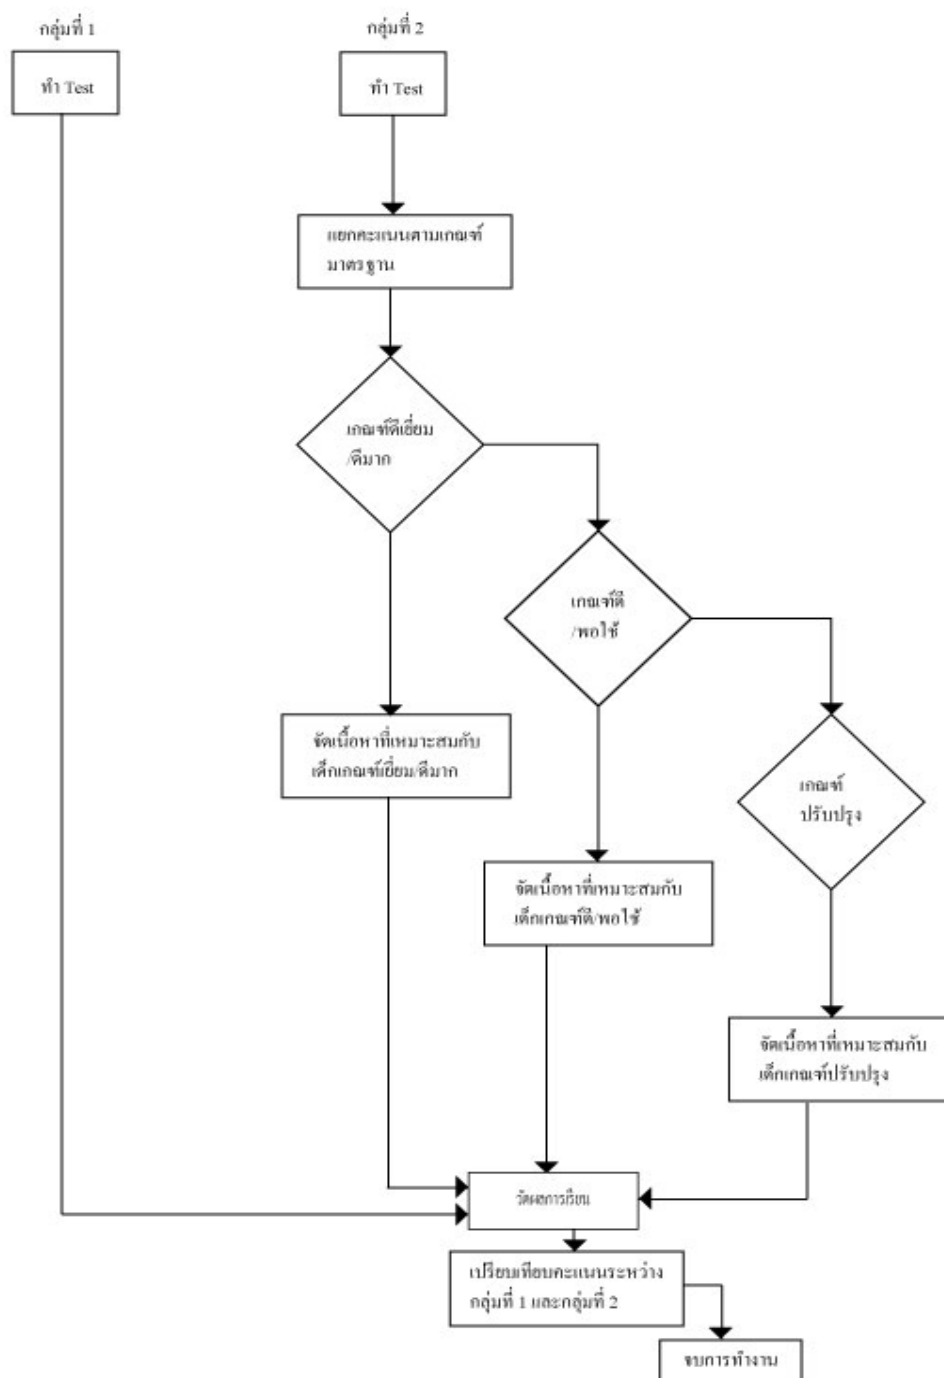 กลุ่มที่ 1
กลุ่มที่ 2
ทำ Test
ทำ Test
แยกคะแนนตามเกณฑ์
มาตรฐาน
เกณฑ์ดีเยี่ยม
/ดีมาก
เกณฑ์ดี
/พอใช้
จัดเนื้อหาที่เหมาะสมกับ
เด็กเกณฑ์เยี่ยม/ดีมาก
เกณฑ์
ปรับปรุง
จัดเนื้อหาที่เหมาะสมกับ
เด็กเกณฑ์ดี/พอใช้
จัดเนื้อหาที่เหมาะสมกับ
เด็กเกณฑ์ปรับปรุง
วัดผลการเรียน
เปรียบเทียบคะแนนระหว่าง
กลุ่มที่ 1 และกลุ่มที่ 2
จบการทำงาน